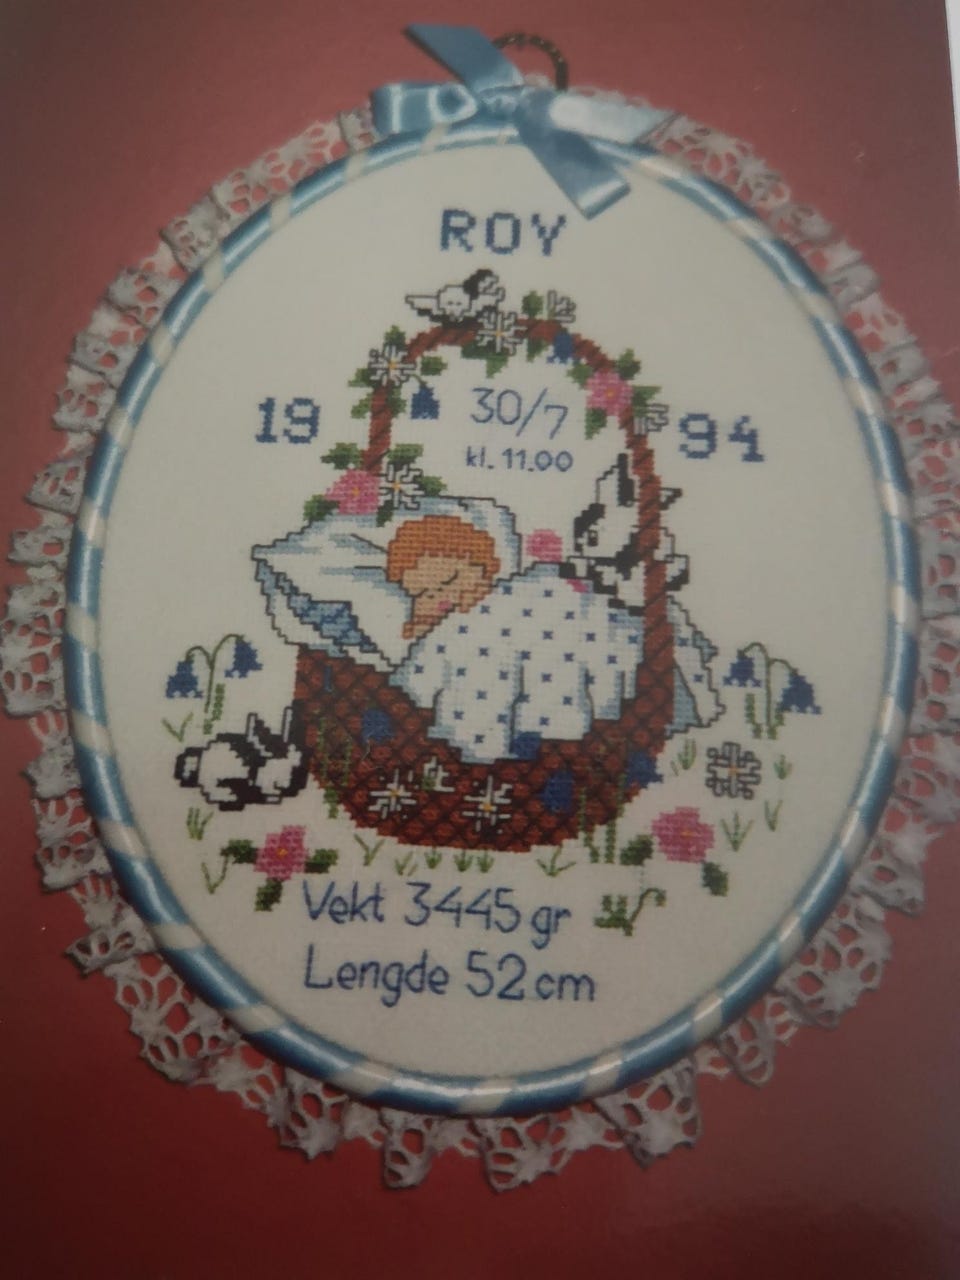 ROY
30/7
19 94
kl. 11.00
Vekt 3445 gr
Lengde 52 cm